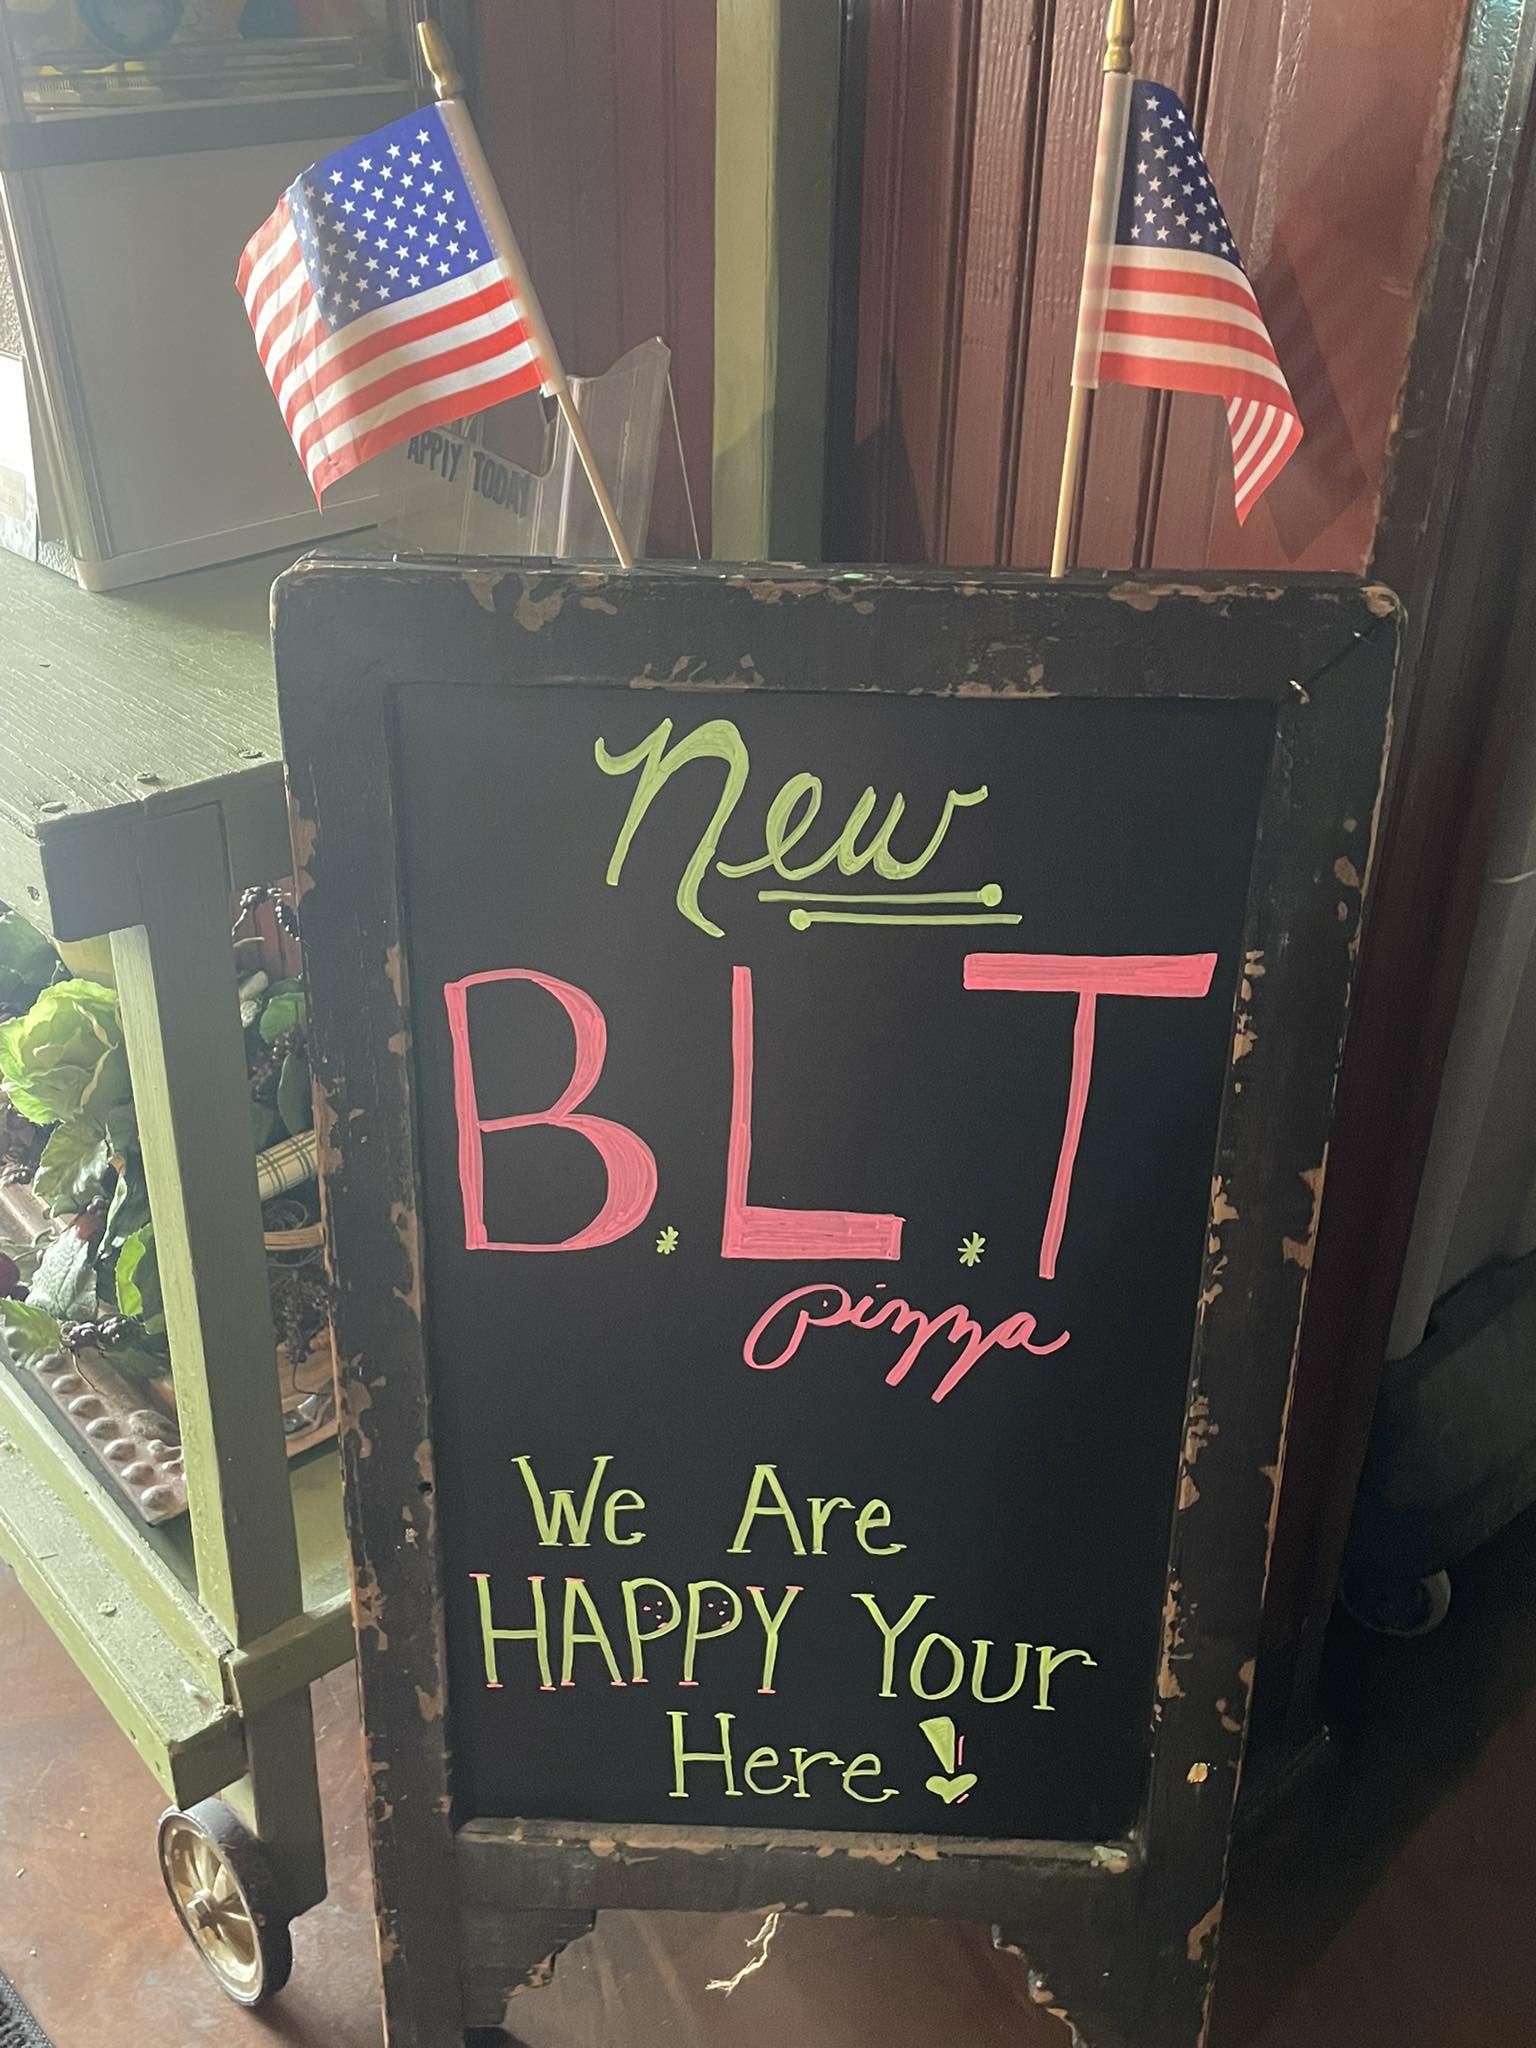 APPlY TODAY
New
B.L.T
pizza
We Are
HAPPY Your
Here!